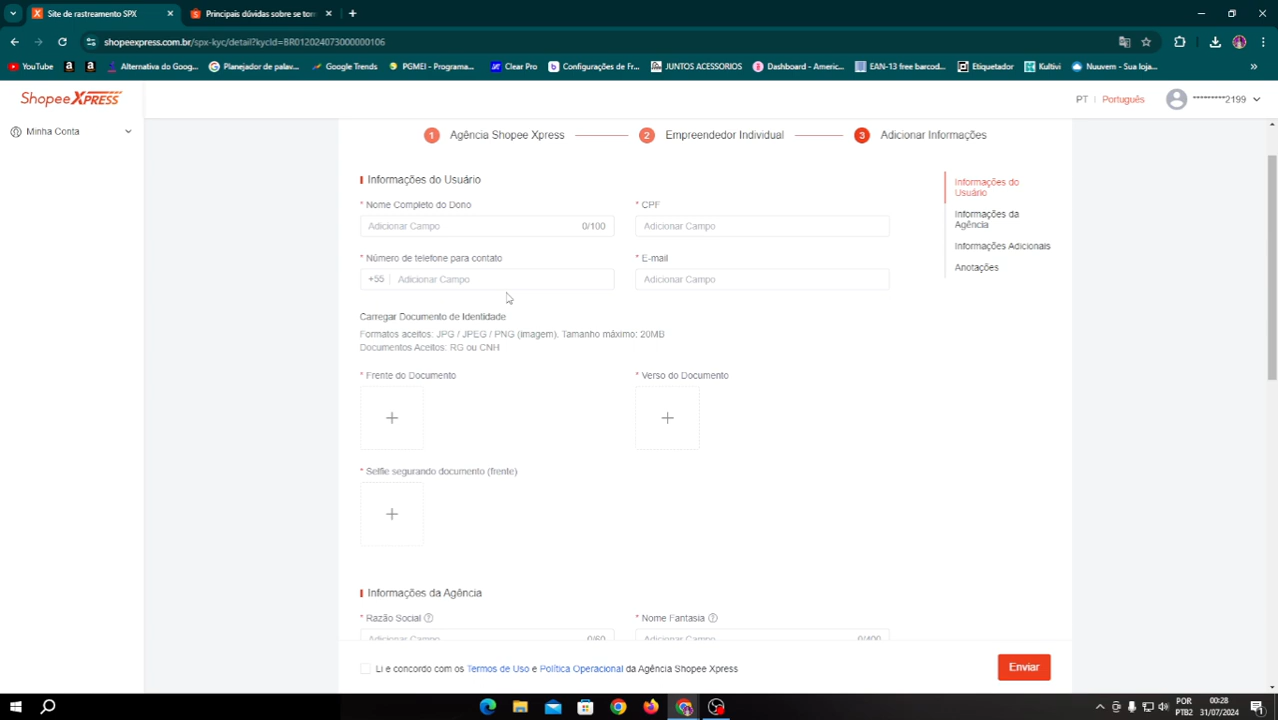 Site de rastreamento SPX
Principais dúvidas sobre se torn
shopeexpress.com.br/spx-kyc/detail?kycId=BR012024073000000106
YouTube
Alternativa do Goog...
Planejador de palav...
Google Trends
PGMEI - Programa...
Clear Pro
Configurações de Fr...
JUNTOS ACESSORIOS
Dashboard - Americ...
EAN-13 free barcod...
Etiquetador
Kultivi
Nuuvem - Sua loja...
Shopee XPRESS
PT | Português
*********2199
Minha Conta
1 Agência Shopee Xpress
2 Empreendedor Individual
3 Adicionar Informações
Informações do Usuário
* Nome Completo do Dono
* CPF
Adicionar Campo 0/100
Adicionar Campo
* Número de telefone para contato
* E-mail
+55 Adicionar Campo
Adicionar Campo
Carregar Documento de Identidade
Formatos aceitos: JPG / JPEG / PNG (imagem). Tamanho máximo: 20MB
Documentos Aceitos: RG ou CNH
* Frente do Documento
* Verso do Documento
* Selfie segurando documento (frente)
Informações da Agência
* Razão Social
* Nome Fantasia
Adicionar Campo 0/60
Adicionar Campo 0/400
Informações do
Usuário
Informações da
Agência
Informações Adicionais
Anotações
Li e concordo com os Termos de Uso e Política Operacional da Agência Shopee Xpress
Enviar
POR
PTB2
00:28
31/07/2024